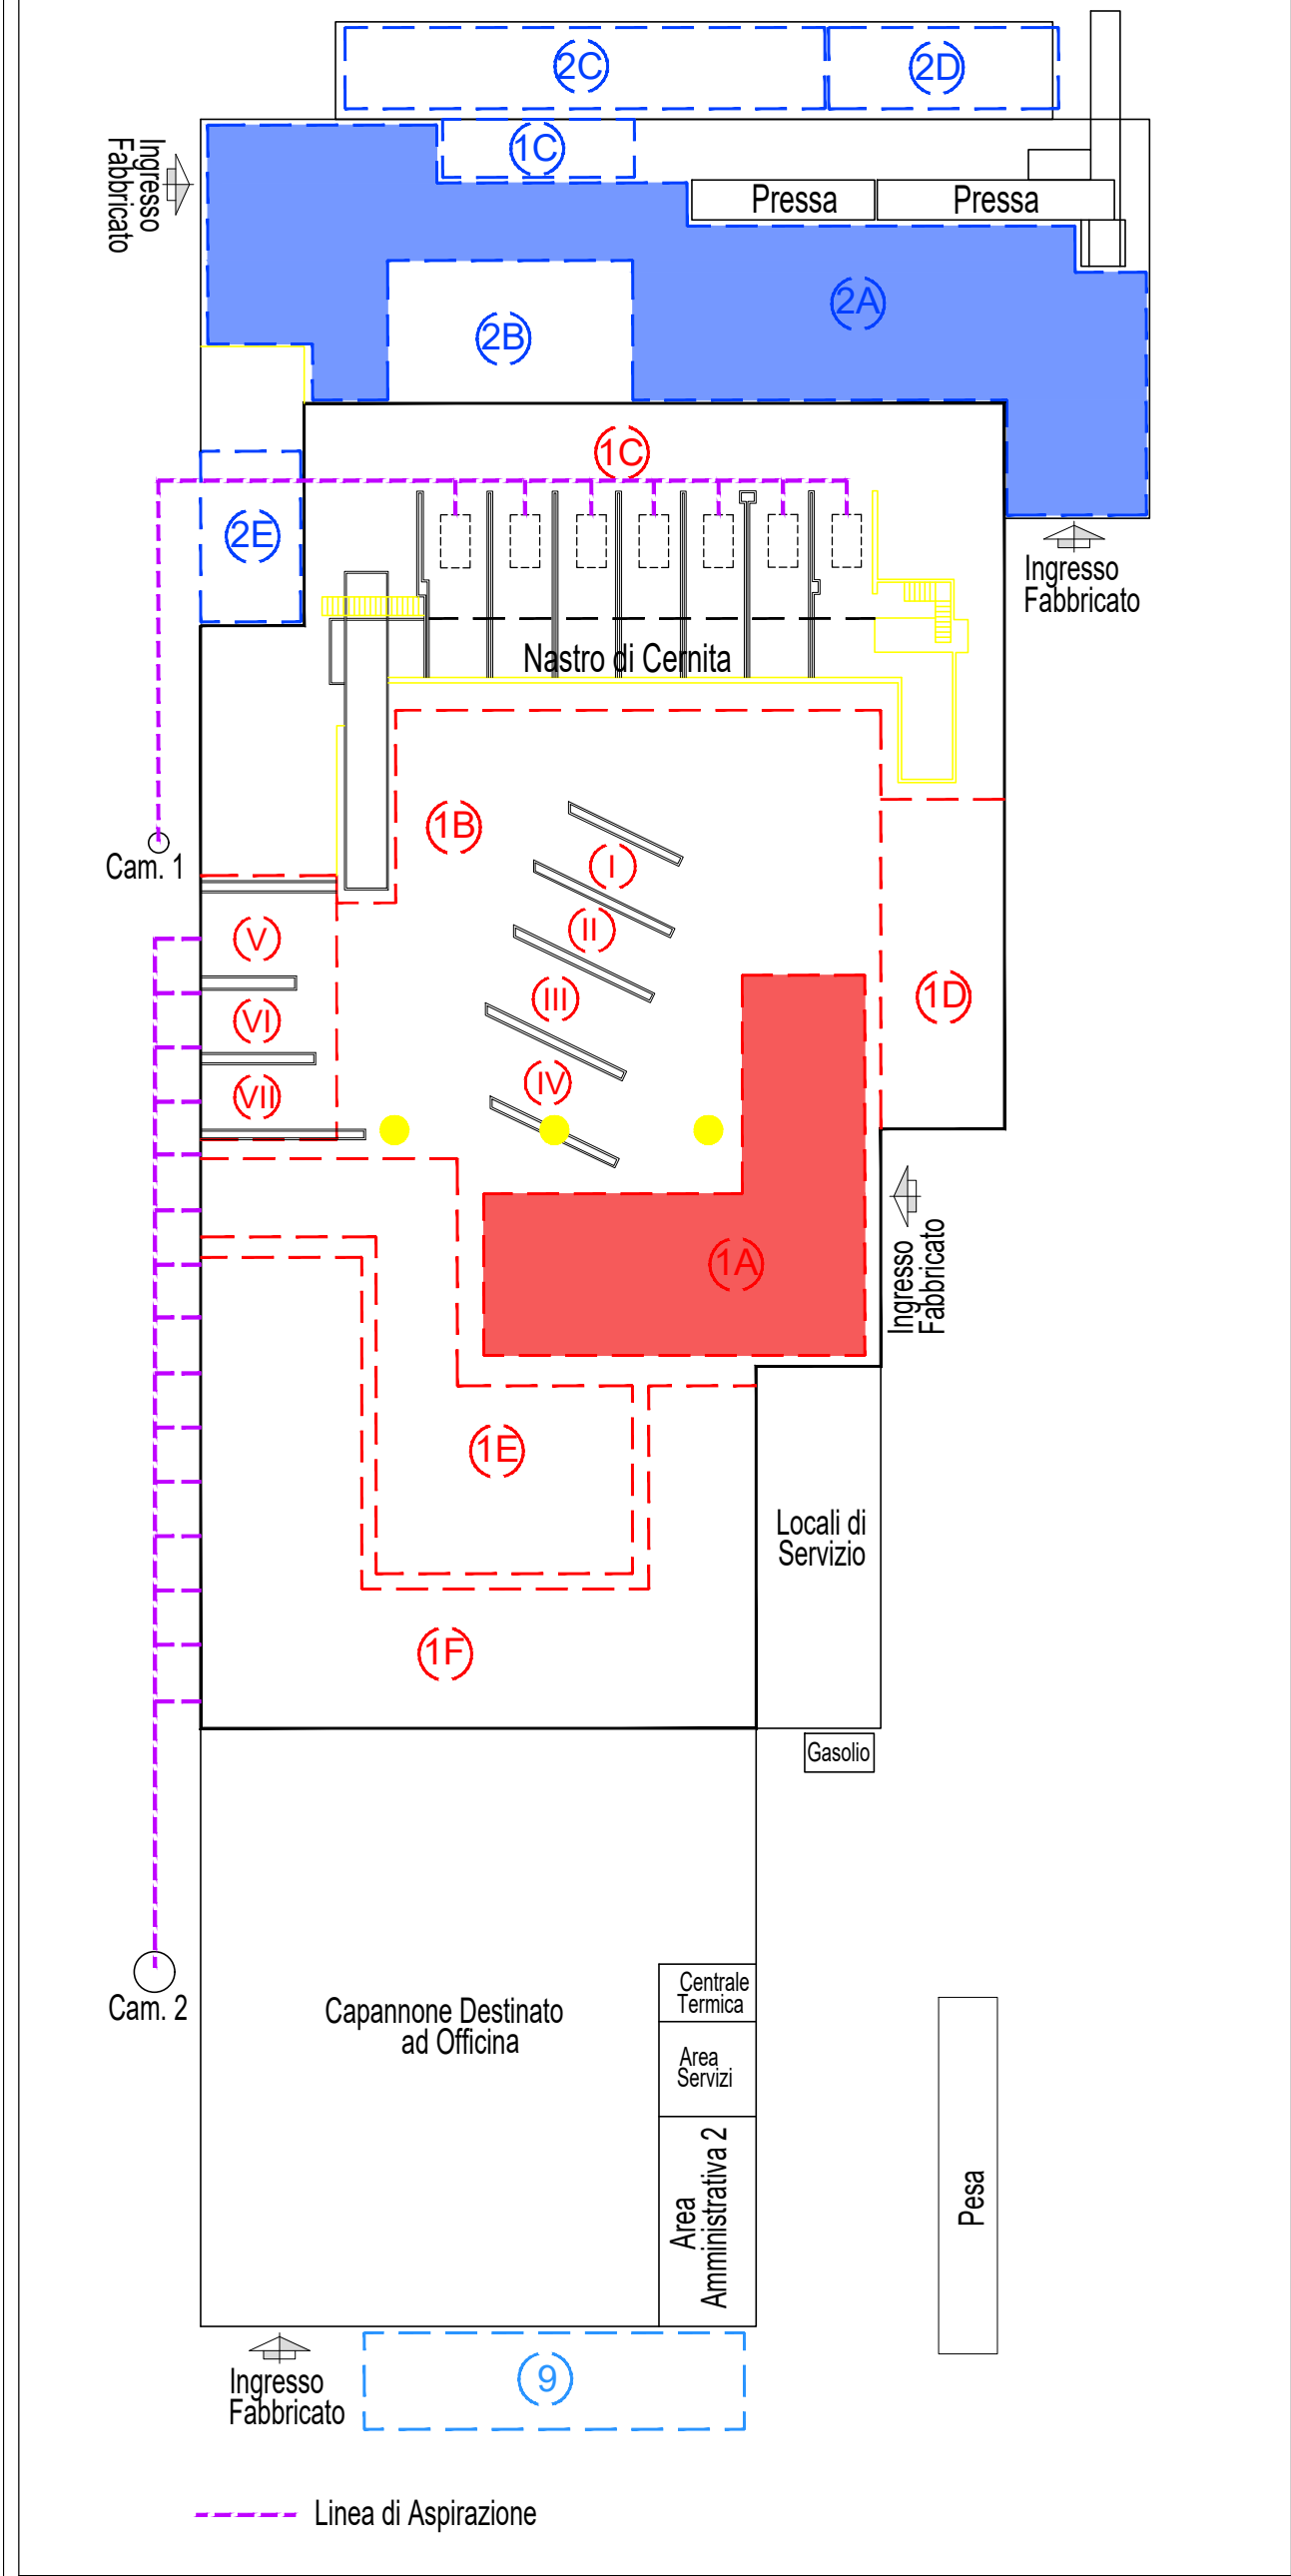 2C
2D
1C
Ingresso
Fabbricato
Pressa
Pressa
2A
2B
1C
2E
Ingresso
Fabbricato
Nastro di Cernita
1B
Cam. 1
I
II
V
III
1D
VI
IV
VII
1A
Ingresso
Fabbricato
1E
Locali di
Servizio
1F
Gasolio
Cam. 2
Capannone Destinato
ad Officina
Centrale
Termica
Area
Servizi
Area
Amministrativa 2
Pesa
Ingresso
Fabbricato
9
Linea di Aspirazione